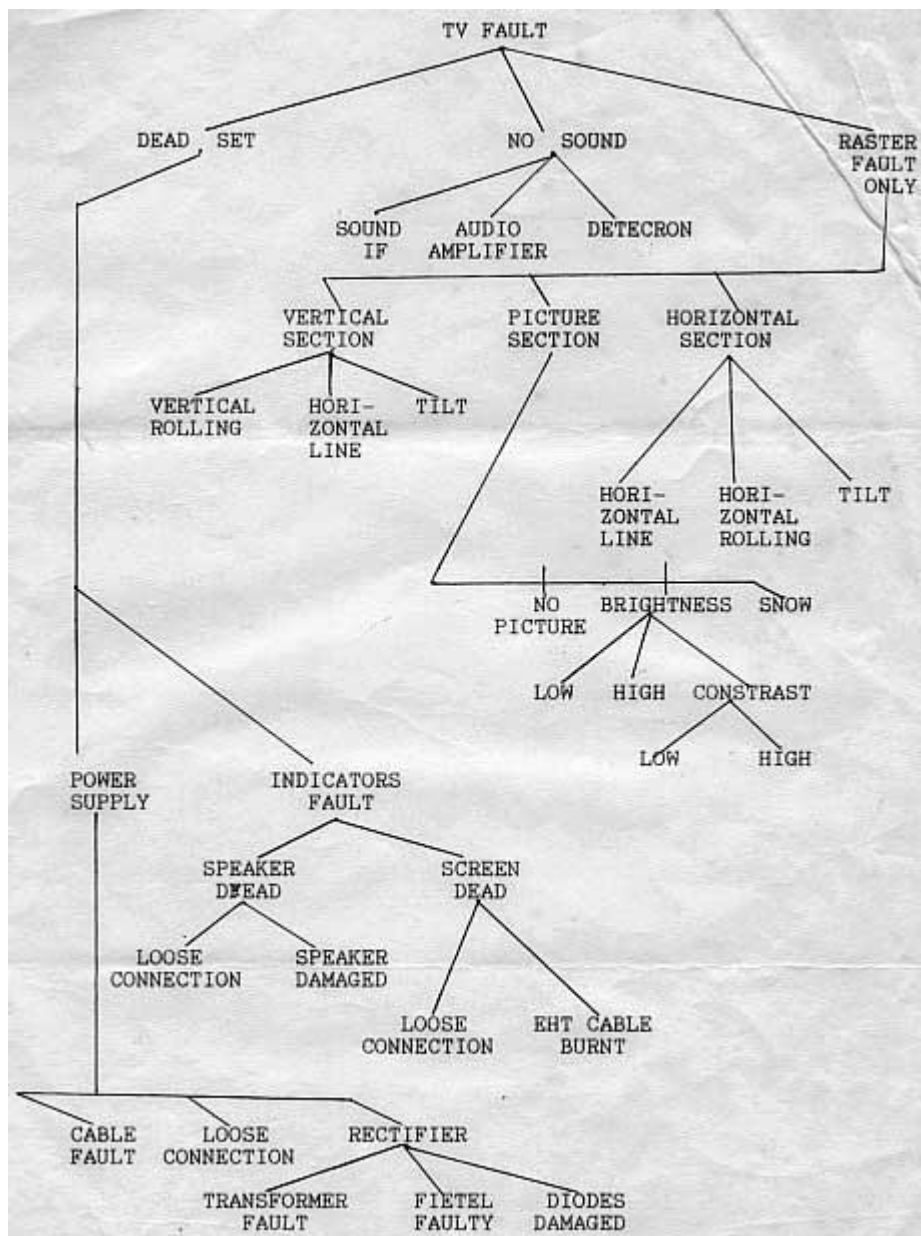 TV FAULT
DEAD SET
NO SOUND
RASTER
FAULT
ONLY
SOUND
IF
AUDIO
AMPLIFIER
DETECRON
VERTICAL
SECTION
PICTURE
SECTION
HORIZONTAL
SECTION
VERTICAL
ROLLING
HORI-
ZONTAL
LINE
TILT
HORI-
ZONTAL
LINE
HORI-
ZONTAL
ROLLING
TILT
NO
PICTURE
BRIGHTNESS
SNOW
LOW
HIGH
CONSTRAST
LOW
HIGH
POWER
SUPPLY
INDICATORS
FAULT
SPEAKER
SCREEN
DEAD
LOOSE
CONNECTION
SPEAKER
DAMAGED
LOOSE
CONNECTION
EHT CABLE
BURNT
CABLE
FAULT
LOOSE
CONNECTION
RECTIFIER
TRANSFORMER
FAULT
FIETEL
FAULTY
DIODES
DAMAGED